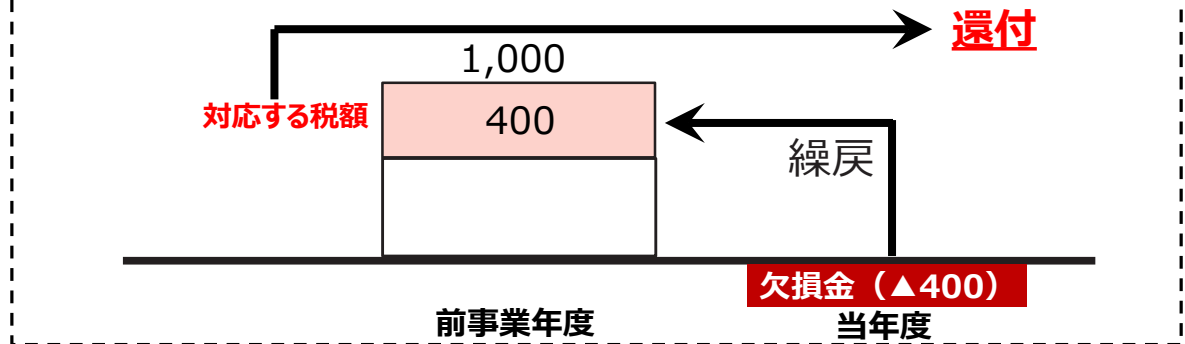 還付
1,000
対応する税額
400
繰戻
欠損金（▲400）
前事業年度
当年度